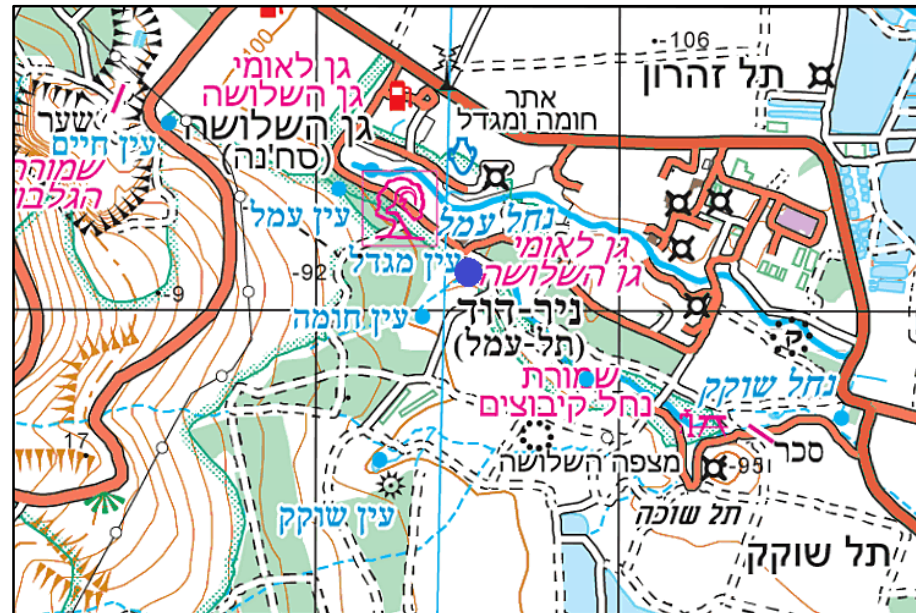 -106
תל זהרון
100
גן לאומי
גן השלושה
גן השלושה
(סח'נה)
אתר
חומה ומגדל
שער
עין חיים
שמורת
הגלבו
עין עמל
נחל עמל
גן לאומי
גן השלושה
עין מגדל
-92
-9
עין חומה
ניר-דוד
(תל-עמל)
ק
שמורת
נחל קיבוצים
נחל שוקק
סכר
17
מצפה השלושה
-95
עין שוקק
תל שוכה
תל שוקק